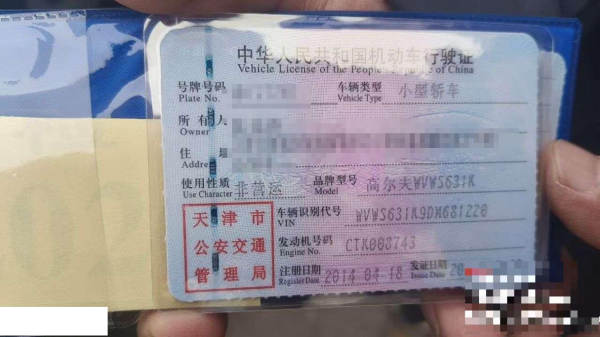 中华人民共和国机动车行驶证
Vehicle License of the People's Republic of China
号牌号码 车辆类型 小型轿车
Plate No. Vehicle Type
所有人
Owner
住
Address
使用性质 非营运 品牌型号 高尔夫WVWS631K
Use Character Model
天津市
公安交通
管理局
车辆识别代号 WVWS631K9DM681220
VIN
发动机号码 CTK008743
Engine No.
注册日期 2014-04-18 发证日期 20
Register Date Issue Date